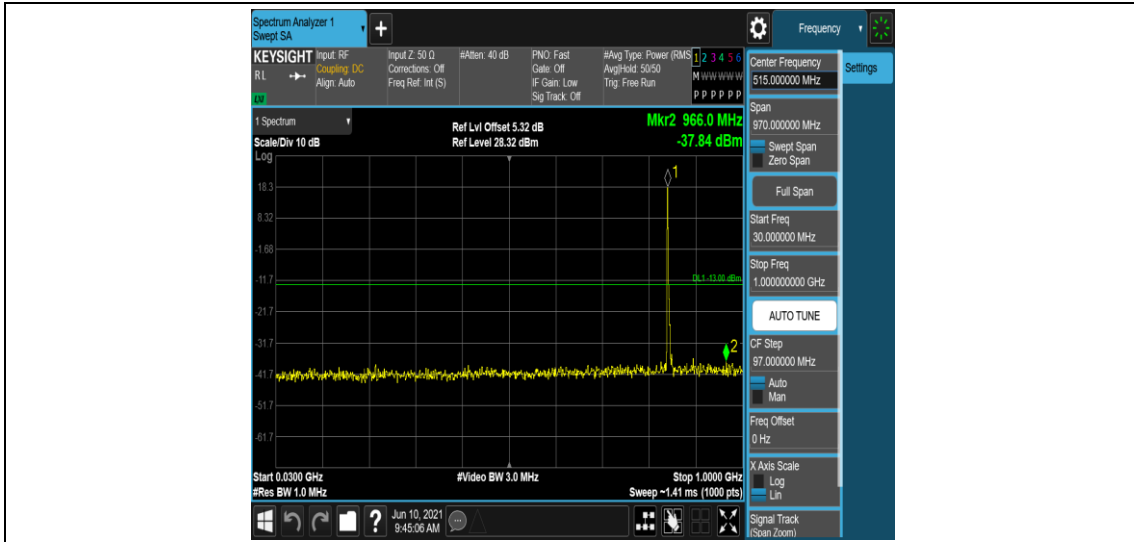 Spectrum Analyzer 1
Swept SA
+
Frequency
KEYSIGHT
RL
Input: RF
Coupling: DC
Align: Auto
Input Z: 50 Ω
Corrections: Off
Freq Ref: Int (S)
#Atten: 40 dB
PNO: Fast
Gate: Off
IF Gain: Low
Sig Track: Off
#Avg Type: Power (RMS
Avg|Hold: 50/50
Trig: Free Run
1 2 3 4 5 6
M W W W W W
P P P P P P
1 Spectrum
Scale/Div 10 dB
Log
Ref Lvl Offset 5.32 dB
Ref Level 28.32 dBm
Mkr2 966.0 MHz
-37.84 dBm
1
18.3
8.32
-1.68
-11.7
DL1 -13.00 dBm
-21.7
-31.7
2
-41.7
-51.7
-61.7
Start 0.0300 GHz
#Res BW 1.0 MHz
#Video BW 3.0 MHz
Stop 1.0000 GHz
Sweep ~1.41 ms (1000 pts)
Center Frequency
515.000000 MHz
Settings
Span
970.000000 MHz
Swept Span
Zero Span
Full Span
Start Freq
30.000000 MHz
Stop Freq
1.000000000 GHz
AUTO TUNE
CF Step
97.000000 MHz
Auto
Man
Freq Offset
0 Hz
X Axis Scale
Log
Lin
Signal Track
(Span Zoom)
?
Jun 10, 2021
9:45:06 AM